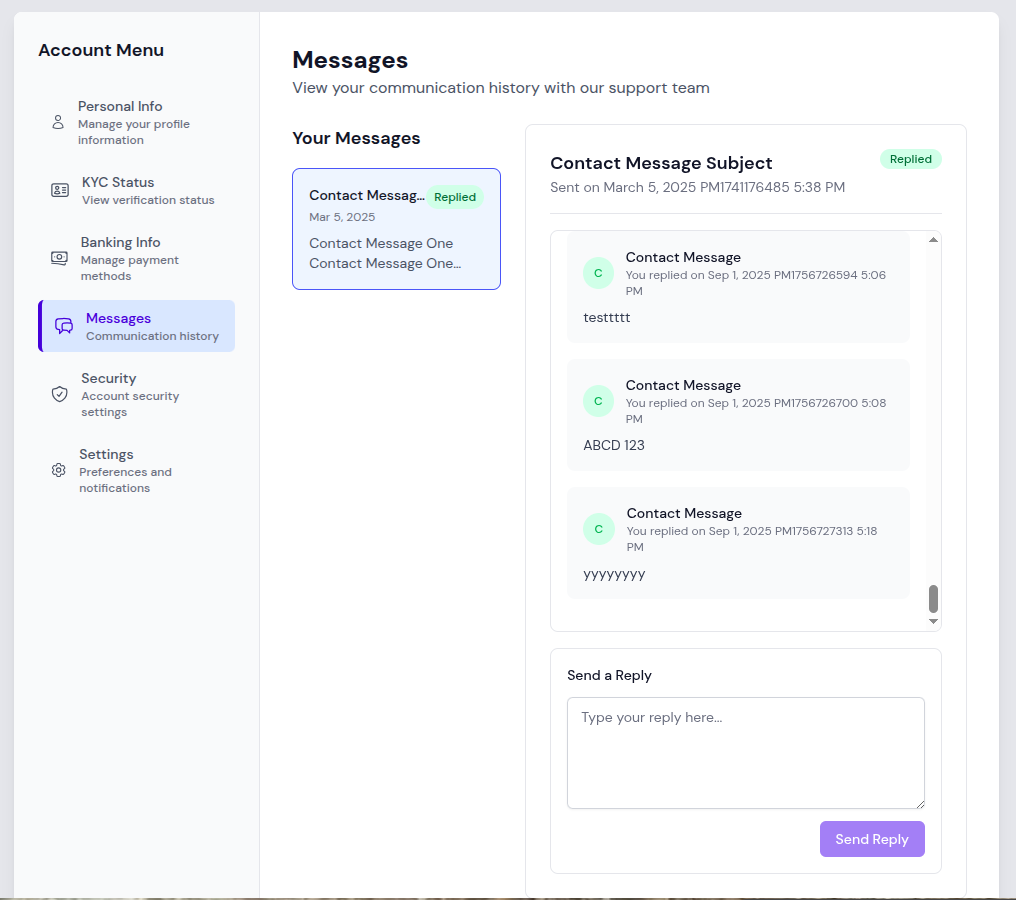 Account Menu
Personal Info
Manage your profile
information
KYC Status
View verification status
Banking Info
Manage payment
methods
Messages
Communication history
Security
Account security
settings
Settings
Preferences and
notifications
Messages
View your communication history with our support team
Your Messages
Contact Messag... Replied
Mar 5, 2025
Contact Message One
Contact Message One...
Contact Message Subject
Replied
Sent on March 5, 2025 PM1741176485 5:38 PM
C
Contact Message
You replied on Sep 1, 2025 PM1756726594 5:06
PM
testtttt
C
Contact Message
You replied on Sep 1, 2025 PM1756726700 5:08
PM
ABCD 123
C
Contact Message
You replied on Sep 1, 2025 PM1756727313 5:18
PM
yyyyyyyy
Send a Reply
Type your reply here...
Send Reply